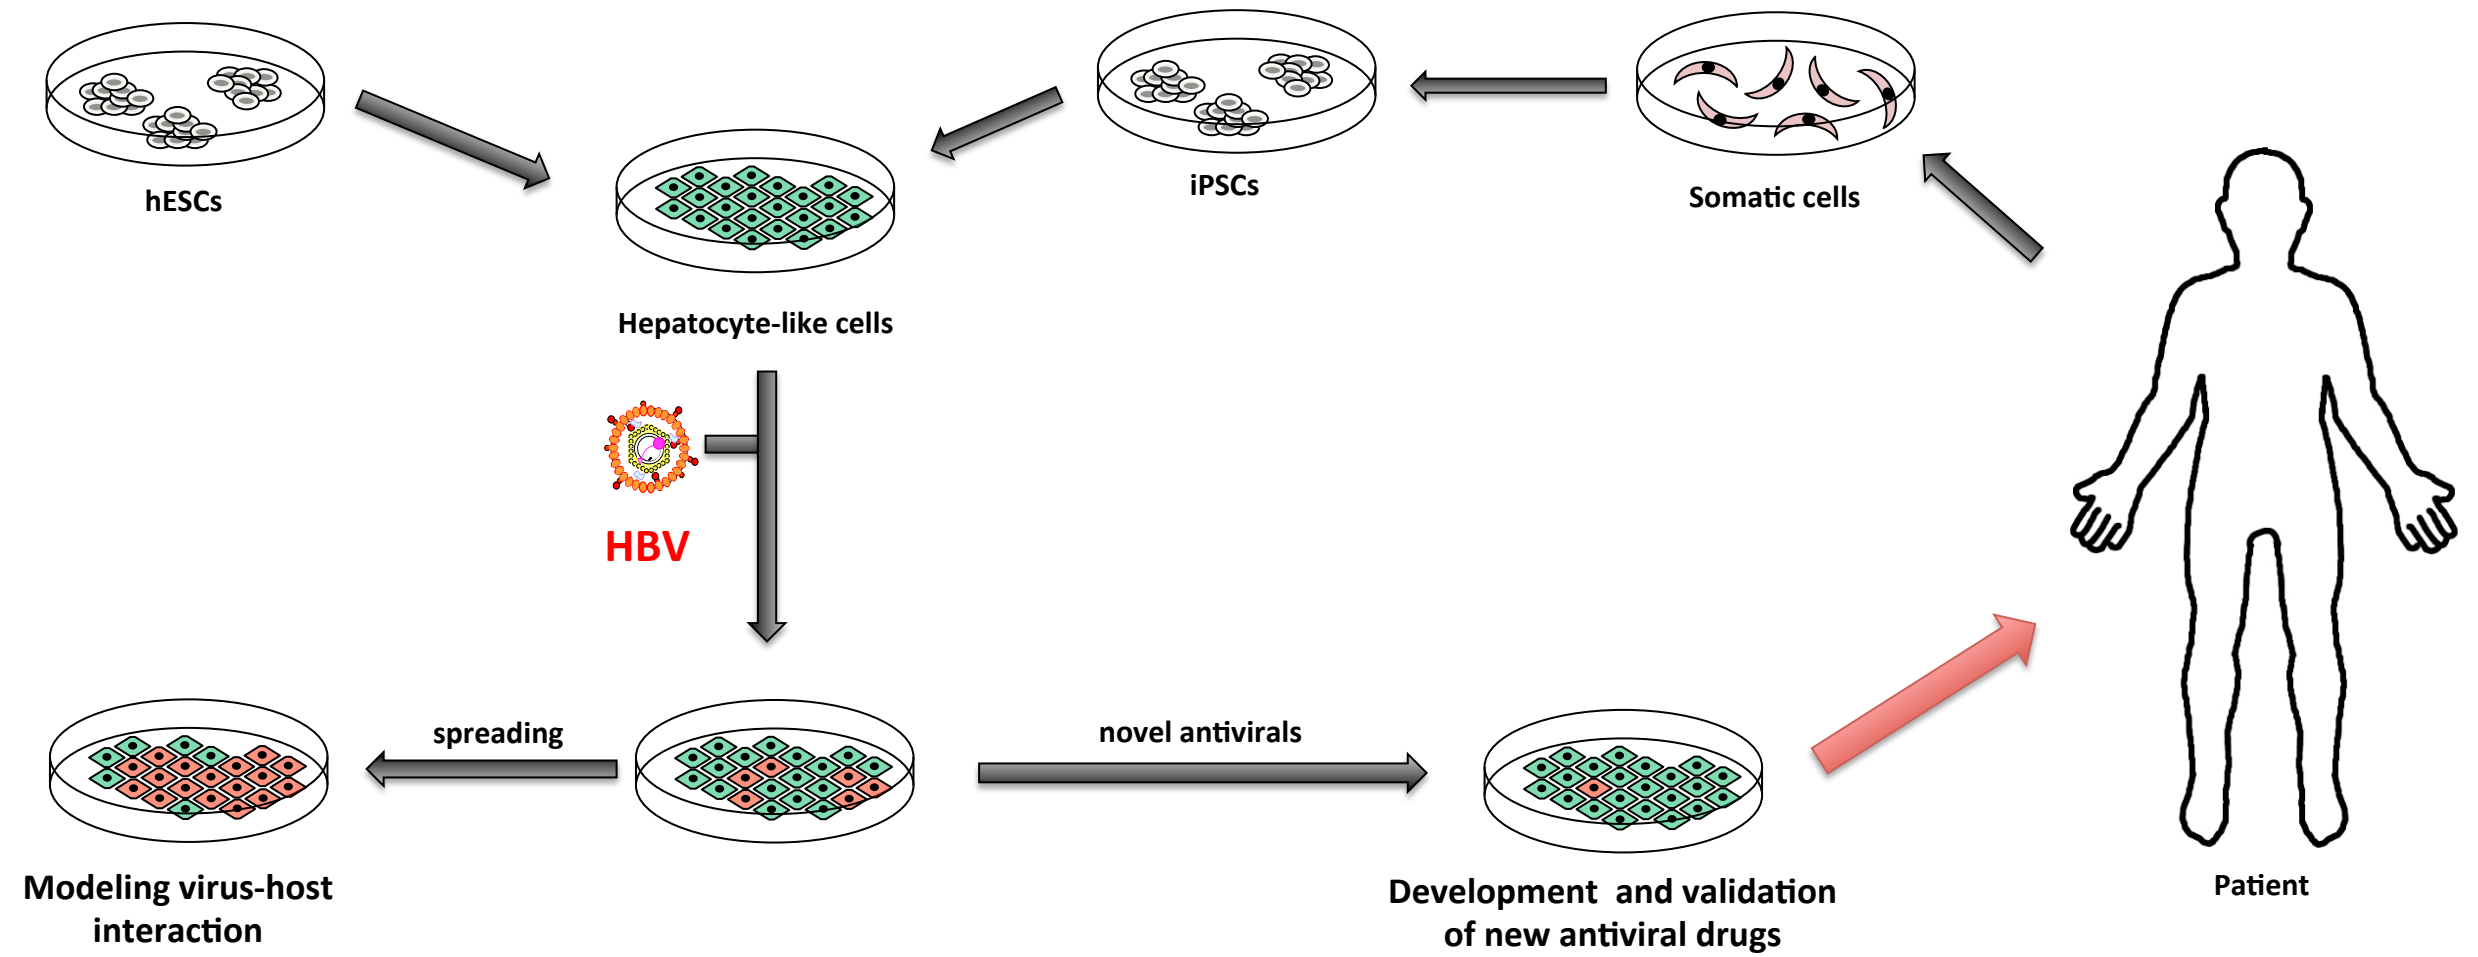 hESCs
iPSCs
Somatic cells
Hepatocyte-like cells
HBV
spreading
novel antivirals
Modeling virus-host
interaction
Development and validation
of new antiviral drugs
Patient